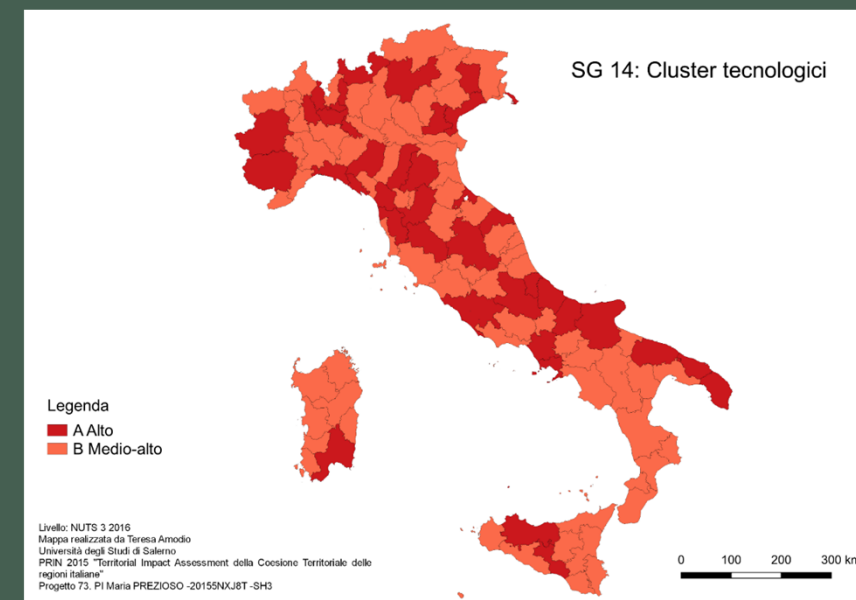 SG 14: Cluster tecnologici
Legenda
A Alto
B Medio-alto
Livello: NUTS 3 2016
Mappa realizzata da Teresa Amodio
Università degli Studi di Salerno
PRIN 2015 "Territorial Impact Assessment della Coesione Territoriale delle
regioni italiane"
Progetto 73. PI Maria PREZIOSO -20155NXJ8T -SH3
0 100 200 300 km